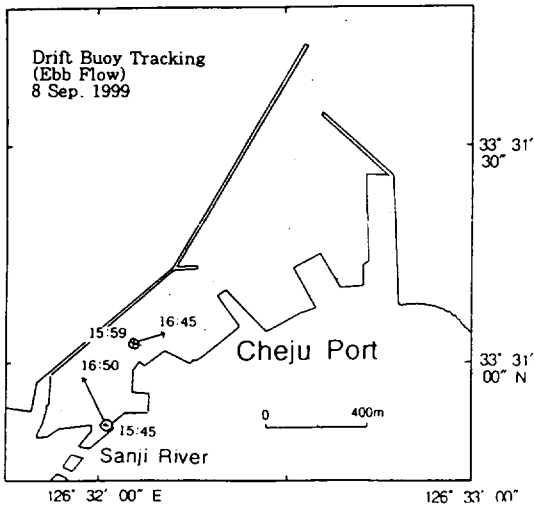 Drift Buoy Tracking
(Ebb Flow)
8 Sep. 1999
33° 31′
30″
15:59
16:45
Cheju Port
16:50
33° 31′
00″ N
0
400m
15:45
Sanji River
126° 32′ 00″ E
126° 33′ 00″